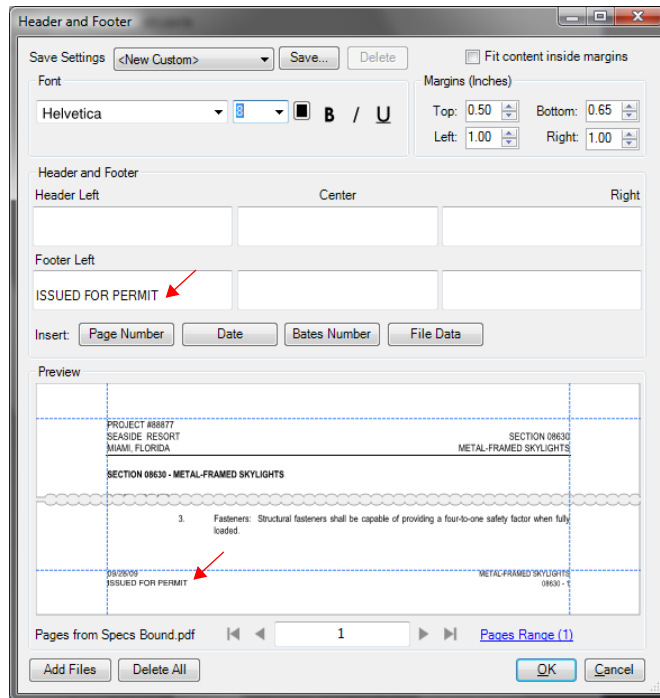 Header and Footer
Save Settings <New Custom> Save... Delete Fit content inside margins
Font Margins (Inches)
Helvetica 8 B I U Top: 0.50 Bottom: 0.65
Left: 1.00 Right: 1.00
Header and Footer
Header Left Center Right
Footer Left
ISSUED FOR PERMIT
Insert: Page Number Date Bates Number File Data
Preview
PROJECT #88877
SEASIDE RESORT SECTION 08630
MIAMI, FLORIDA METAL-FRAMED SKYLIGHTS
SECTION 08630 - METAL-FRAMED SKYLIGHTS
3. Fasteners: Structural fasteners shall be capable of providing a four-to-one safety factor when fully
loaded.
09/28/09 METAL-FRAMED SKYLIGHTS
ISSUED FOR PERMIT 08630 - 1
Pages from Specs Bound.pdf 1 Pages Range (1)
Add Files Delete All OK Cancel